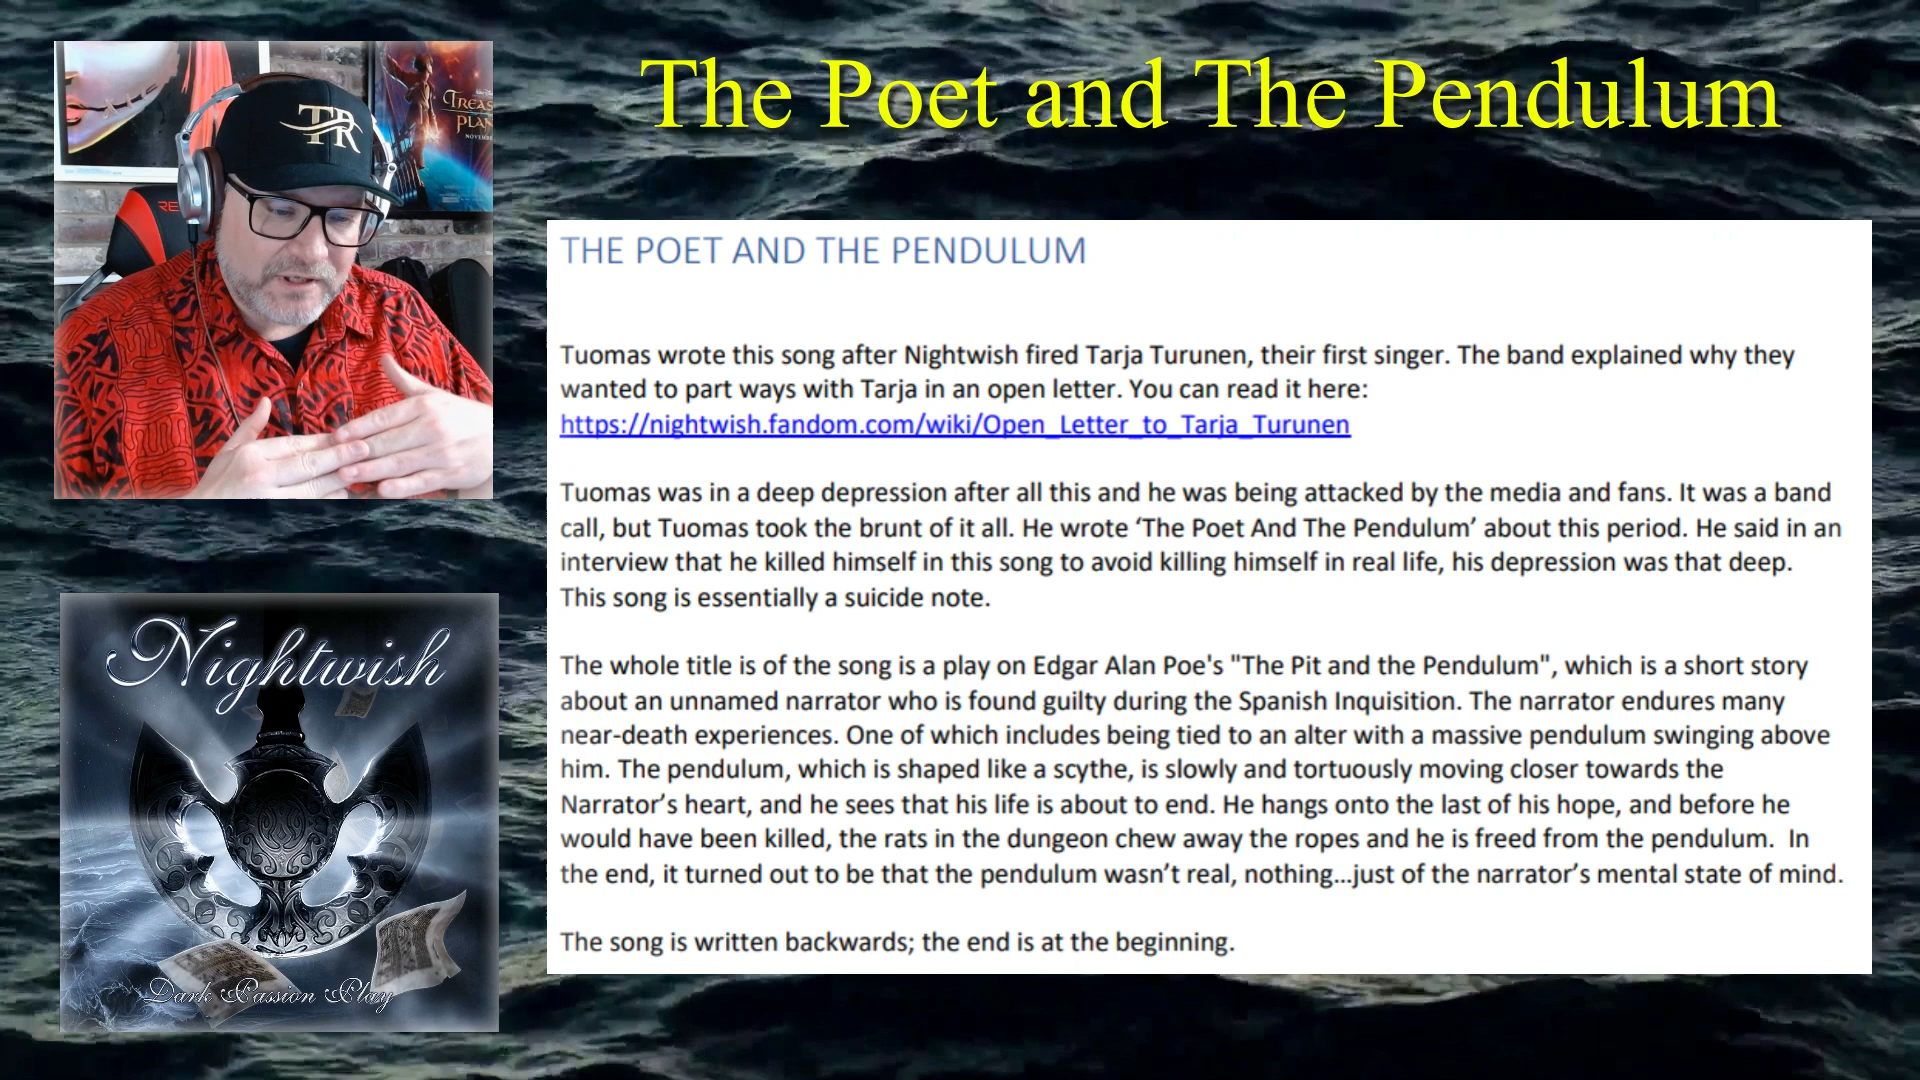 The Poet and The Pendulum
TR
TREAS
PLAN
NOVEMB
RE
THE POET AND THE PENDULUM
Tuomas wrote this song after Nightwish fired Tarja Turunen, their first singer. The band explained why they
wanted to part ways with Tarja in an open letter. You can read it here:
https://nightwish.fandom.com/wiki/Open_Letter_to_Tarja_Turunen
Tuomas was in a deep depression after all this and he was being attacked by the media and fans. It was a band
call, but Tuomas took the brunt of it all. He wrote ‘The Poet And The Pendulum’ about this period. He said in an
interview that he killed himself in this song to avoid killing himself in real life, his depression was that deep.
This song is essentially a suicide note.
The whole title is of the song is a play on Edgar Alan Poe's "The Pit and the Pendulum", which is a short story
about an unnamed narrator who is found guilty during the Spanish Inquisition. The narrator endures many
near-death experiences. One of which includes being tied to an alter with a massive pendulum swinging above
him. The pendulum, which is shaped like a scythe, is slowly and tortuously moving closer towards the
Narrator’s heart, and he sees that his life is about to end. He hangs onto the last of his hope, and before he
would have been killed, the rats in the dungeon chew away the ropes and he is freed from the pendulum.  In
the end, it turned out to be that the pendulum wasn’t real, nothing…just of the narrator’s mental state of mind.
The song is written backwards; the end is at the beginning.
Nightwish
Dark Passion Play